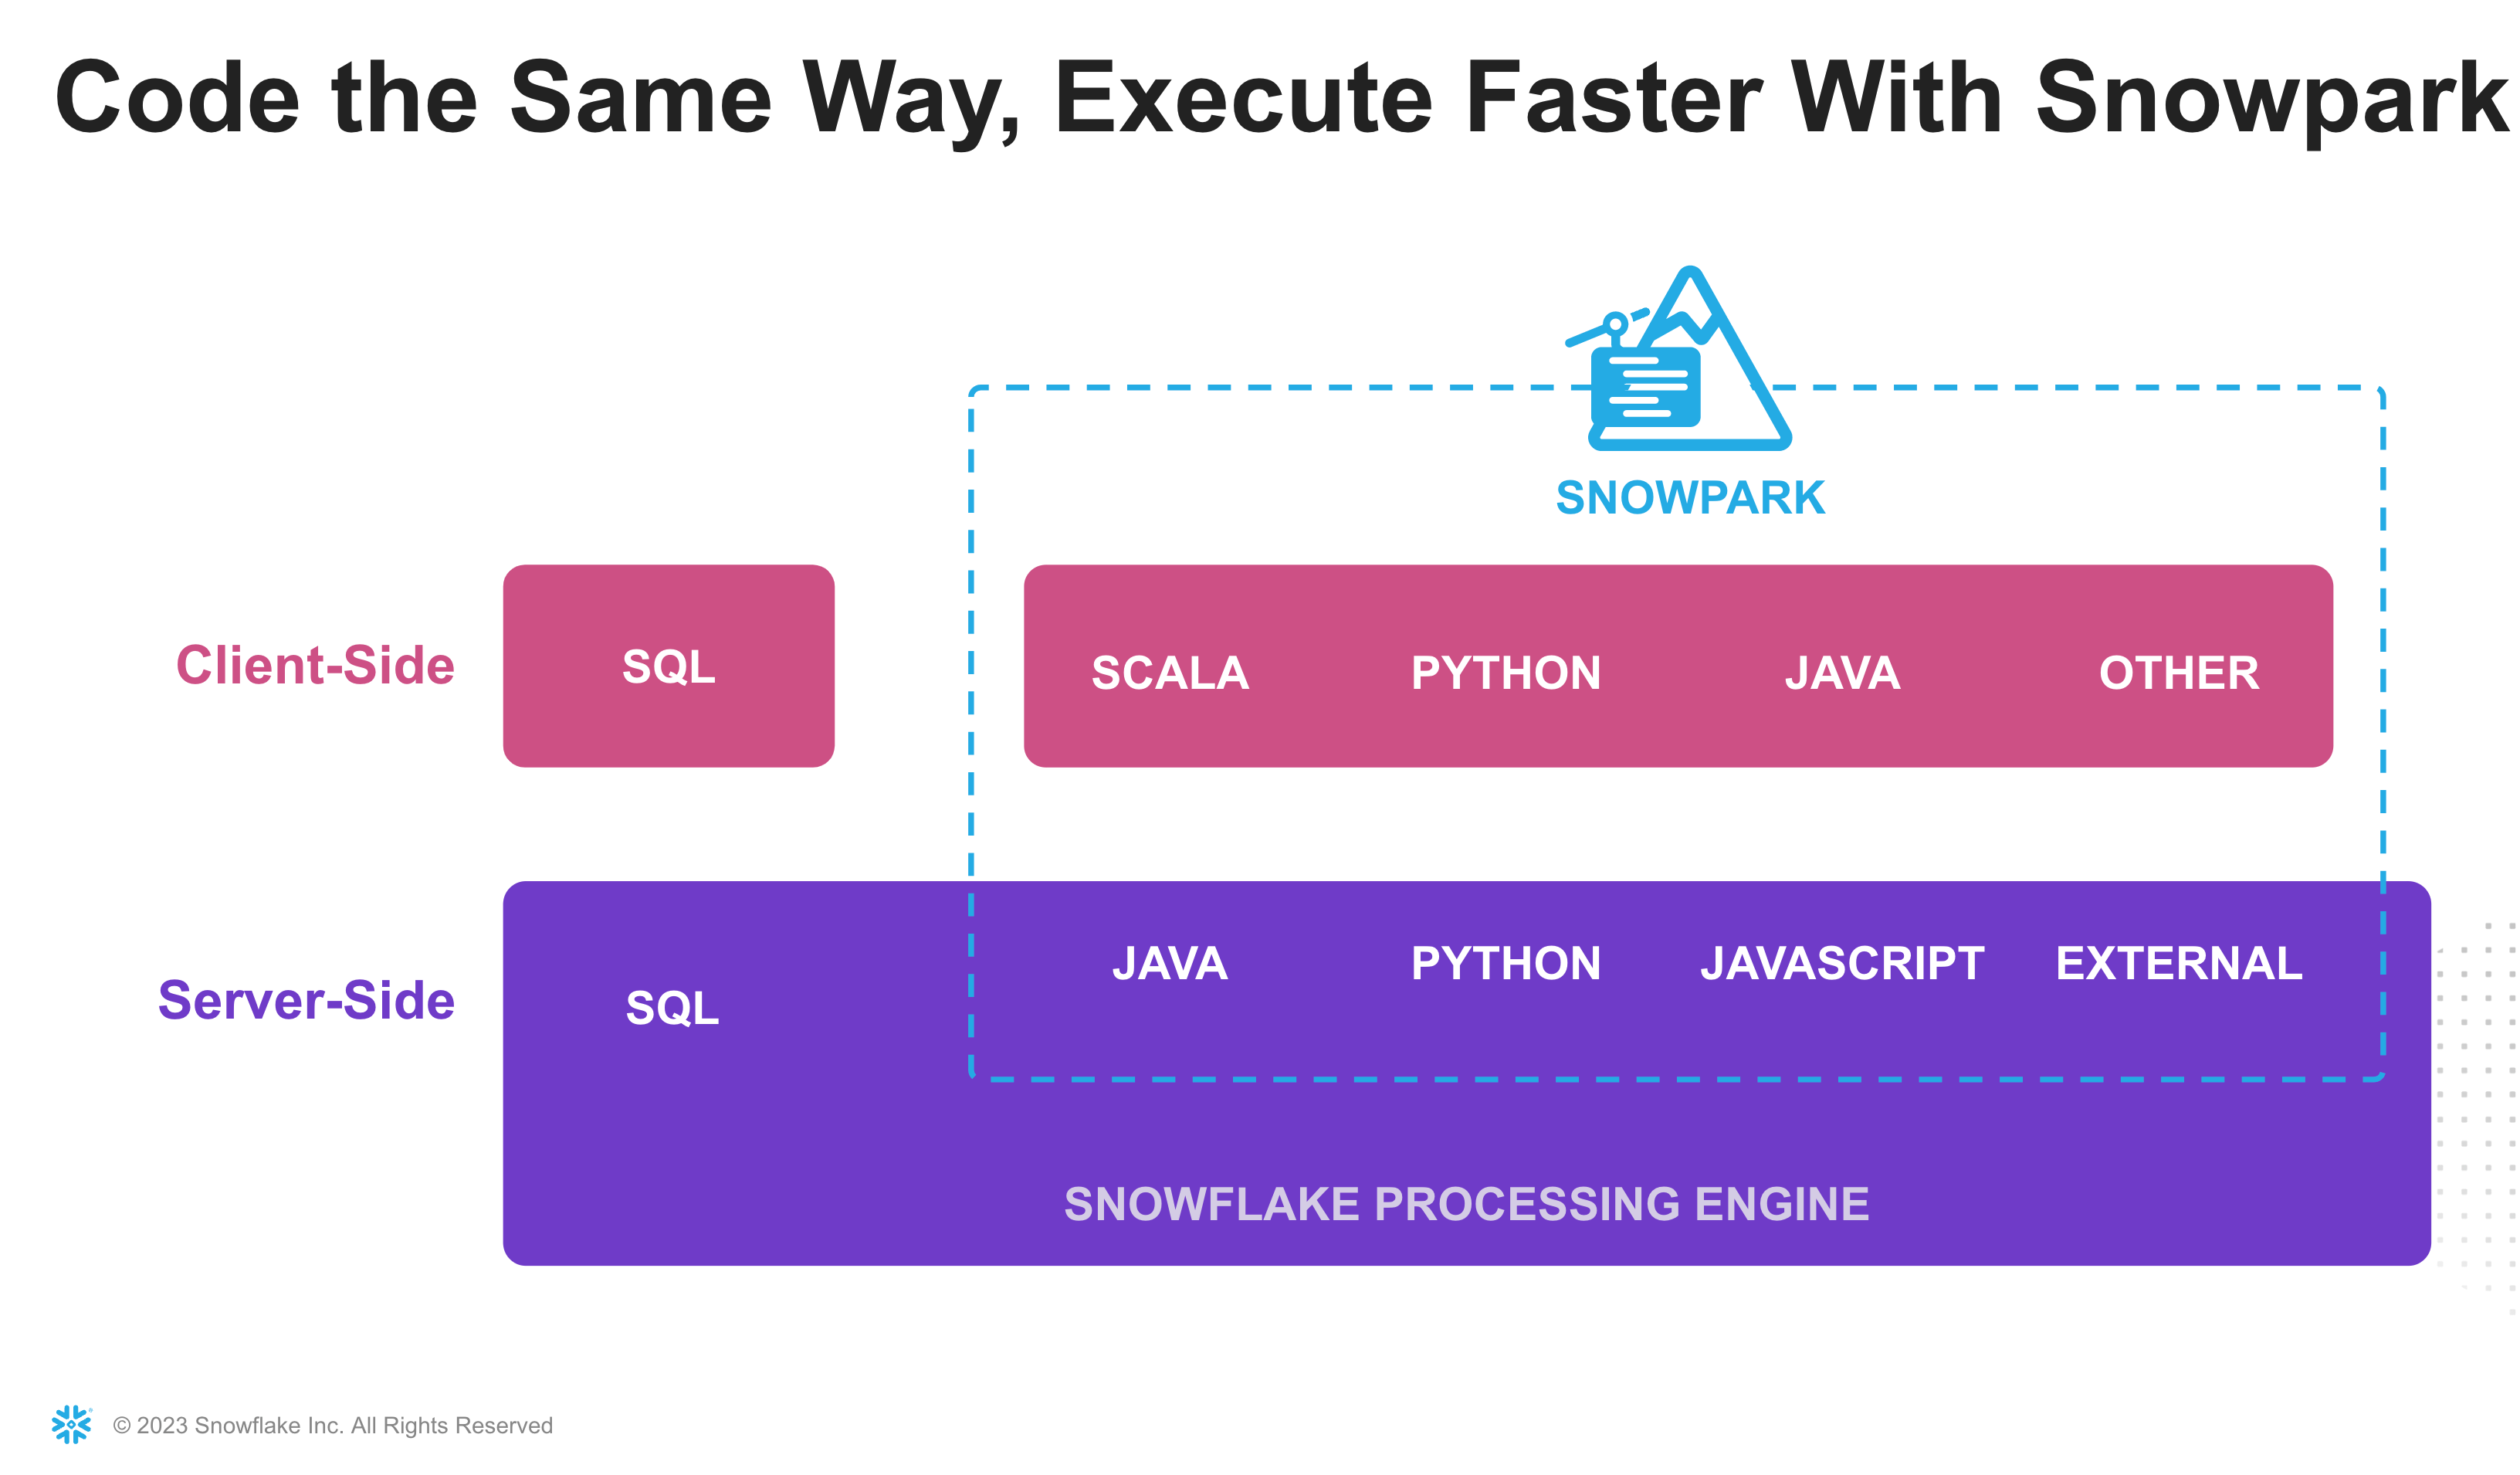 Code the Same Way, Execute Faster With Snowpark
SNOWPARK
Client-Side
SQL
SCALA
PYTHON
JAVA
OTHER
Server-Side
SQL
JAVA
PYTHON
JAVASCRIPT
EXTERNAL
SNOWFLAKE PROCESSING ENGINE
© 2023 Snowflake Inc. All Rights Reserved